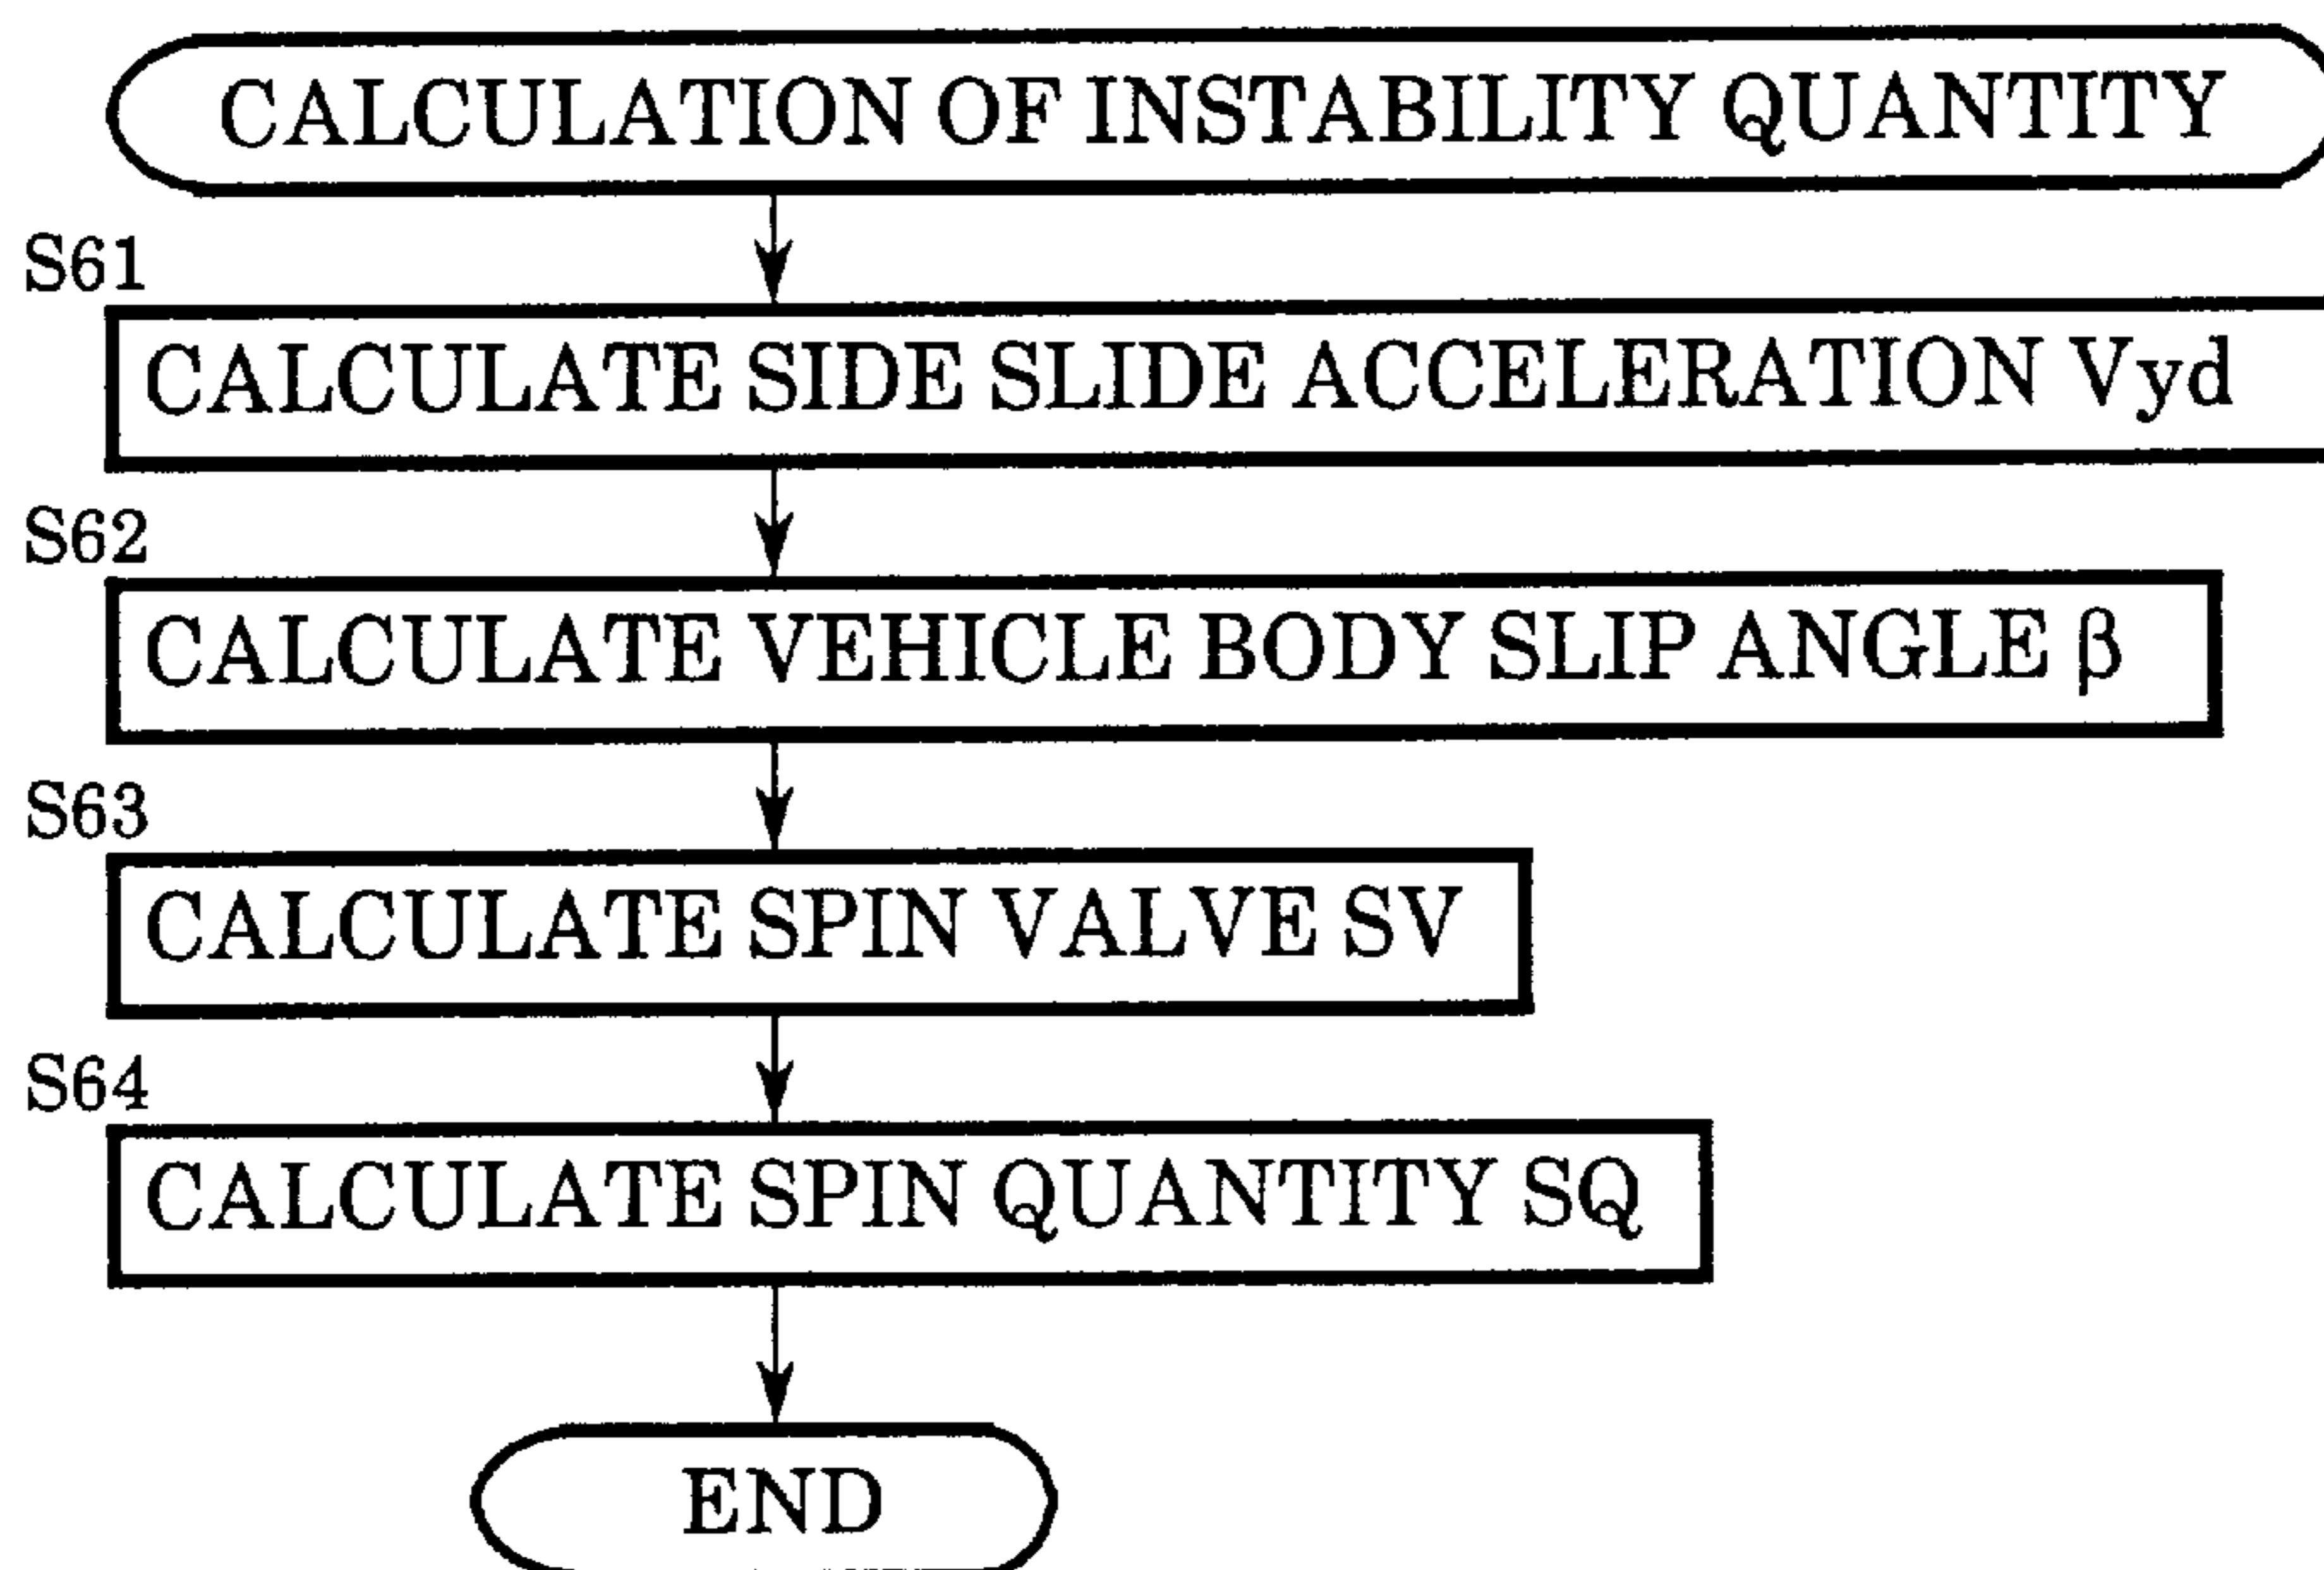 CALCULATION OF INSTABILITY QUANTITY
S61
CALCULATE SIDE SLIDE ACCELERATION Vyd
S62
CALCULATE VEHICLE BODY SLIP ANGLE β
S63
CALCULATE SPIN VALVE SV
S64
CALCULATE SPIN QUANTITY SQ
END